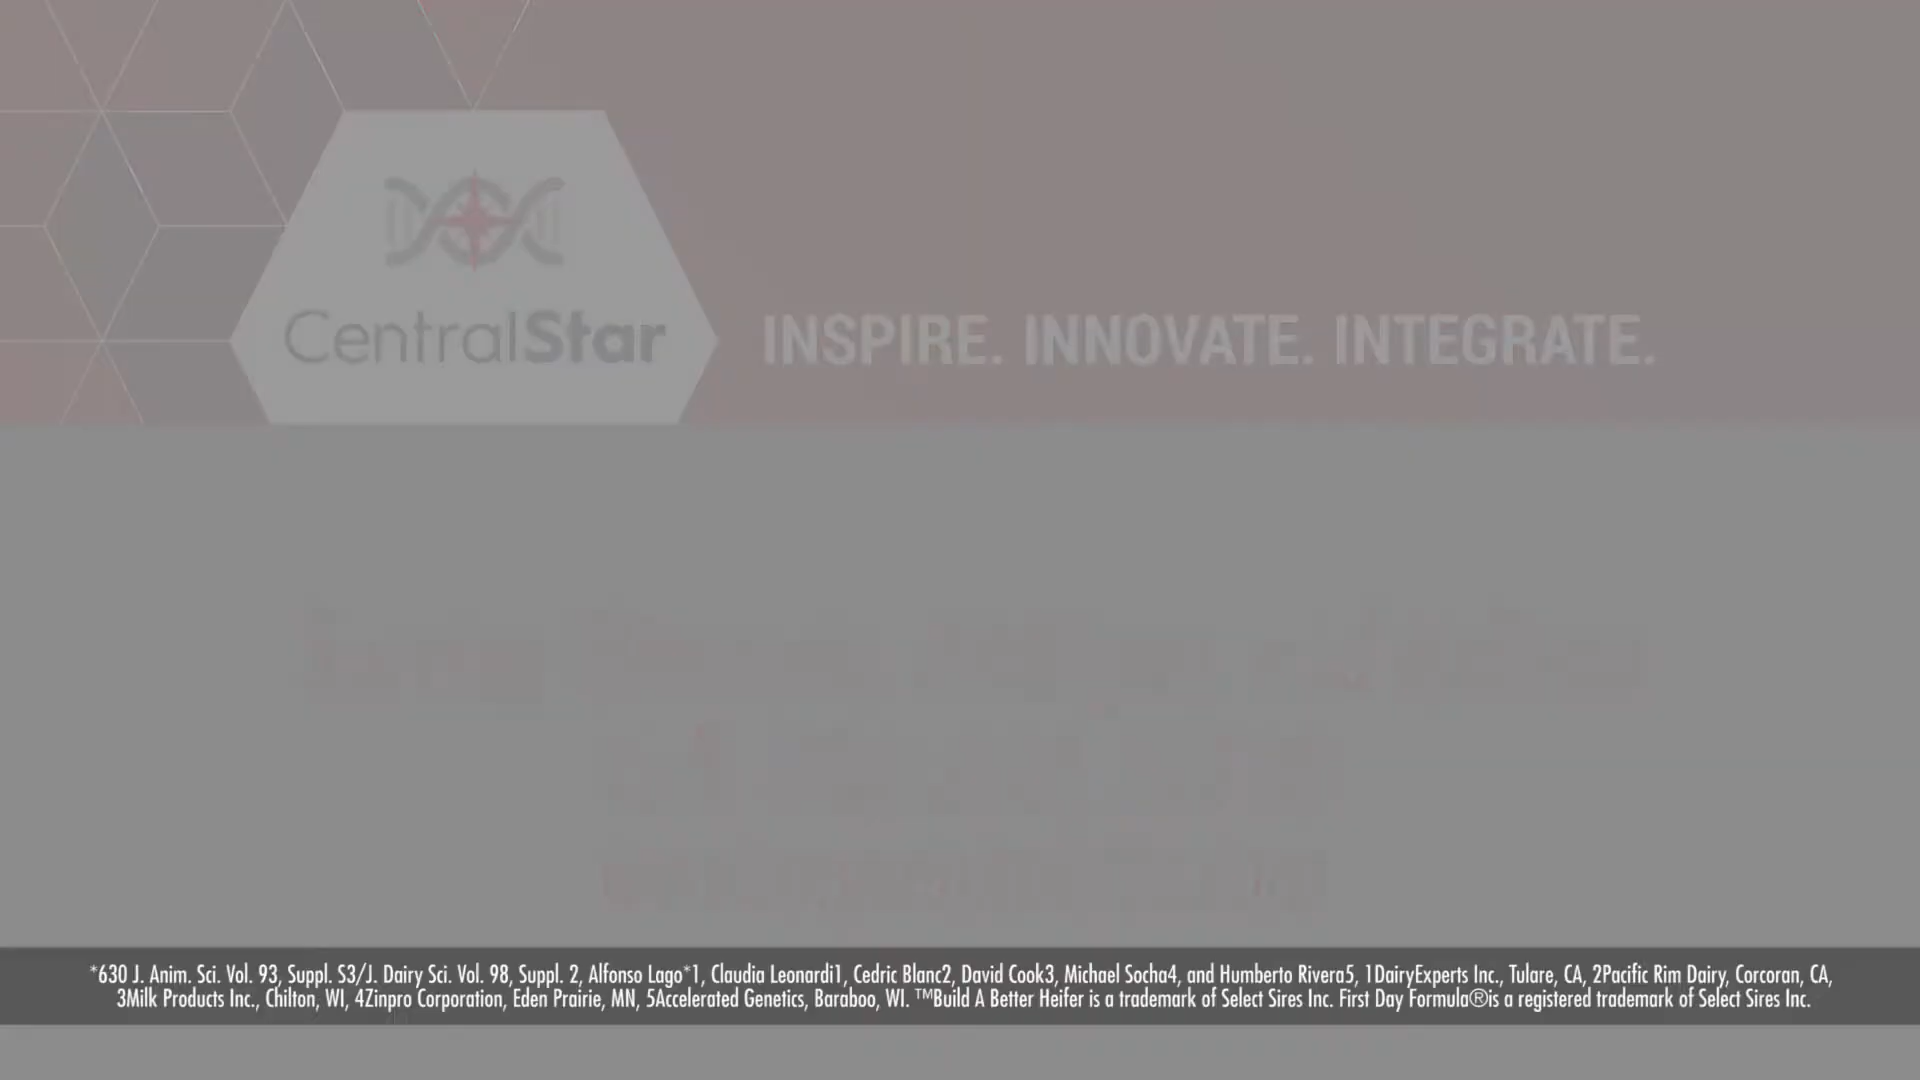 CentralStar
INSPIRE. INNOVATE. INTEGRATE.
*630 J. Anim. Sci. Vol. 93, Suppl. S3/J. Dairy Sci. Vol. 98, Suppl. 2, Alfonso Lago*1, Claudia Leonardi1, Cedric Blanc2, David Cook3, Michael Socha4, and Humberto Rivera5, 1DairyExperts Inc., Tulare, CA, 2Pacific Rim Dairy, Corcoran, CA,
3Milk Products Inc., Chilton, WI, 4Zinpro Corporation, Eden Prairie, MN, 5Accelerated Genetics, Baraboo, WI. ™Build A Better Heifer is a trademark of Select Sires Inc. First Day Formula®is a registered trademark of Select Sires Inc.